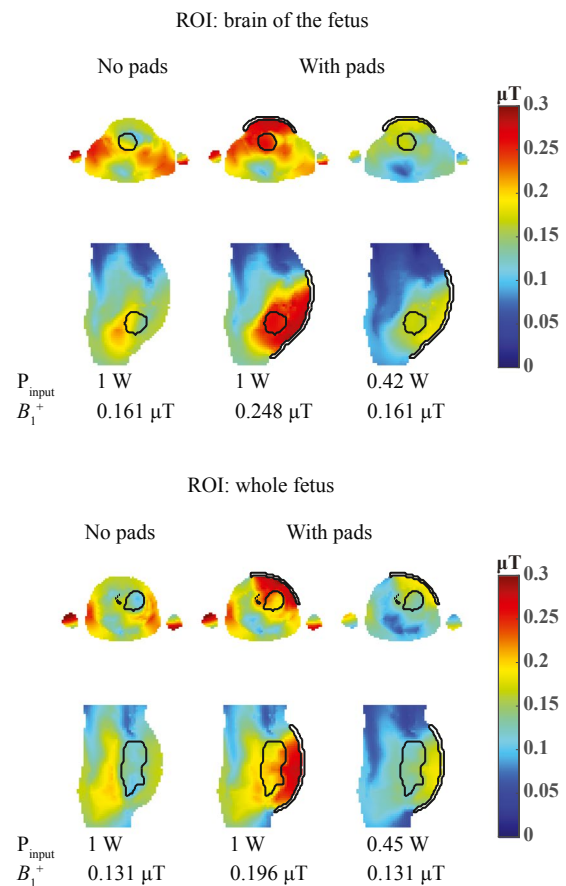 ROI: brain of the fetus
No pads With pads
µT
0.3
0.25
0.2
0.15
0.1
0.05
0
P_input 1 W 1 W 0.42 W
B_1^+ 0.161 µT 0.248 µT 0.161 µT
ROI: whole fetus
No pads With pads
µT
0.3
0.25
0.2
0.15
0.1
0.05
0
P_input 1 W 1 W 0.45 W
B_1^+ 0.131 µT 0.196 µT 0.131 µT